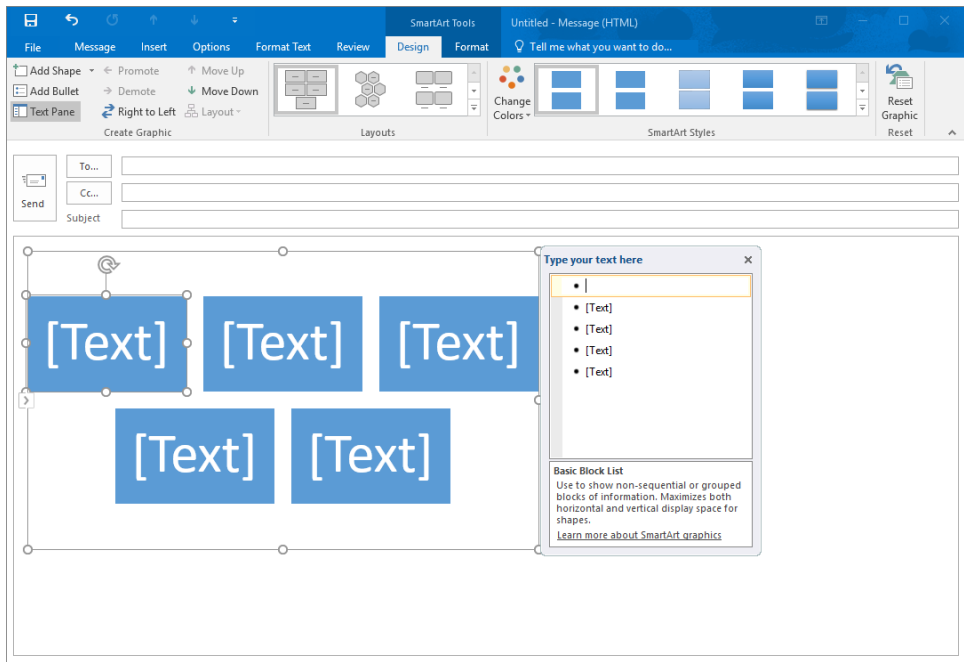 SmartArt Tools
Untitled - Message (HTML)
File Message Insert Options Format Text Review Design Format Tell me what you want to do...
Add Shape Promote Move Up
Add Bullet Demote Move Down
Text Pane Right to Left Layout
Create Graphic
Layouts
Change
Colors
SmartArt Styles
Reset
Graphic
Reset
Send
To...
Cc...
Subject
[Text] [Text] [Text]
[Text] [Text]
Type your text here
[Text]
[Text]
[Text]
[Text]
Basic Block List
Use to show non-sequential or grouped
blocks of information. Maximizes both
horizontal and vertical display space for
shapes.
Learn more about SmartArt graphics